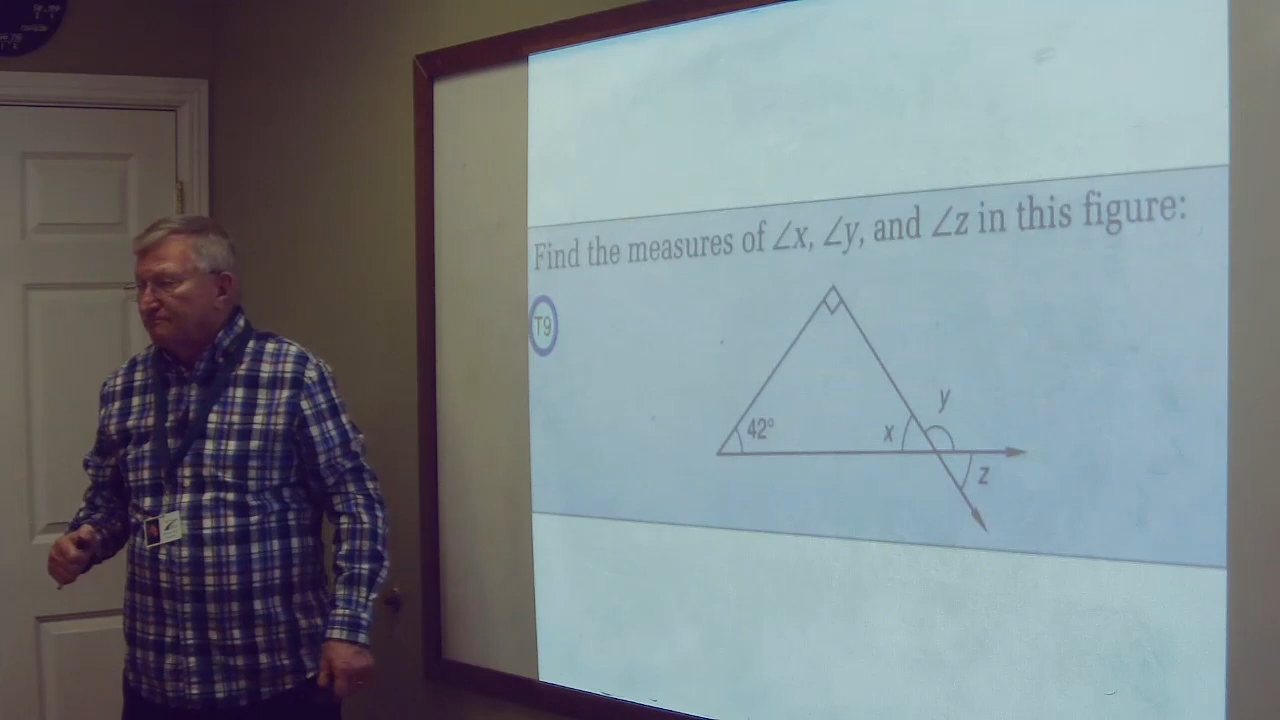 Find the measures of ∠x, ∠y, and ∠z in this figure:
T9
42°
x
y
z